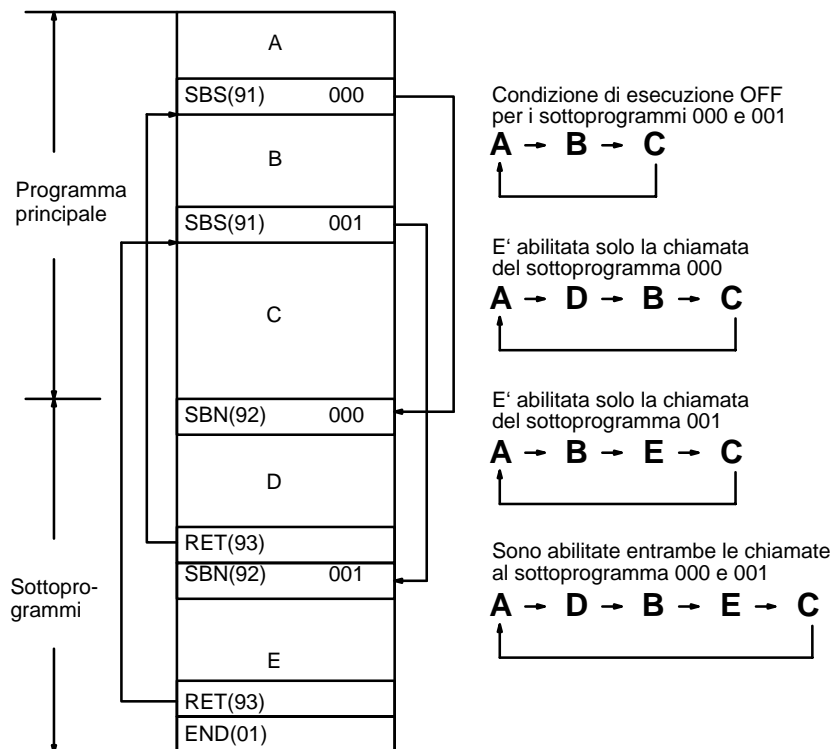 A
SBS(91) 000
B
SBS(91) 001
C
SBN(92) 000
D
RET(93)
SBN(92) 001
E
RET(93)
END(01)
Programma
principale
Sottopro-
grammi
Condizione di esecuzione OFF
per i sottoprogrammi 000 e 001
A → B → C
E‘ abilitata solo la chiamata
del sottoprogramma 000
A → D → B → C
E‘ abilitata solo la chiamata
del sottoprogramma 001
A → B → E → C
Sono abilitate entrambe le chiamate
al sottoprogramma 000 e 001
A → D → B → E → C